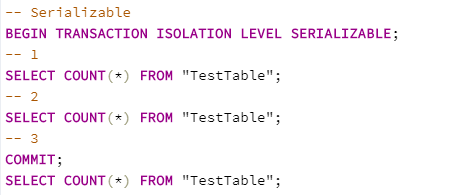 -- Serializable
BEGIN TRANSACTION ISOLATION LEVEL SERIALIZABLE;
-- 1
SELECT COUNT(*) FROM "TestTable";
-- 2
SELECT COUNT(*) FROM "TestTable";
-- 3
COMMIT;
SELECT COUNT(*) FROM "TestTable";